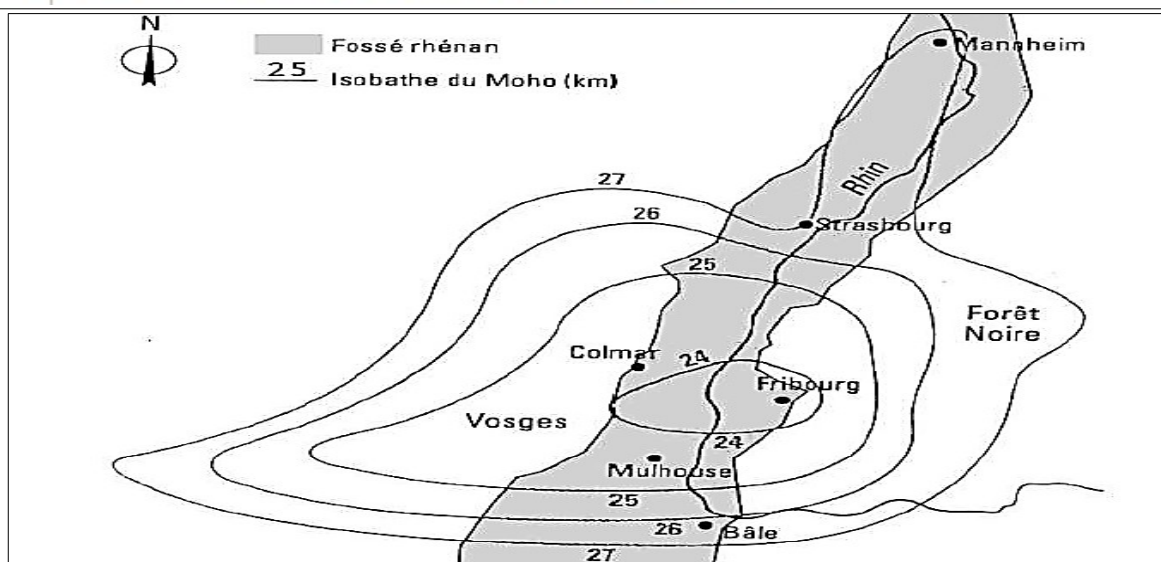 N
Fossé rhénan
25
Isobathe du Moho (km)
Mannheim
Rhin
27
26
Strasbourg
25
Forêt
Noire
Colmar
24
Fribourg
Vosges
24
Mulhouse
25
26
Bâle
27